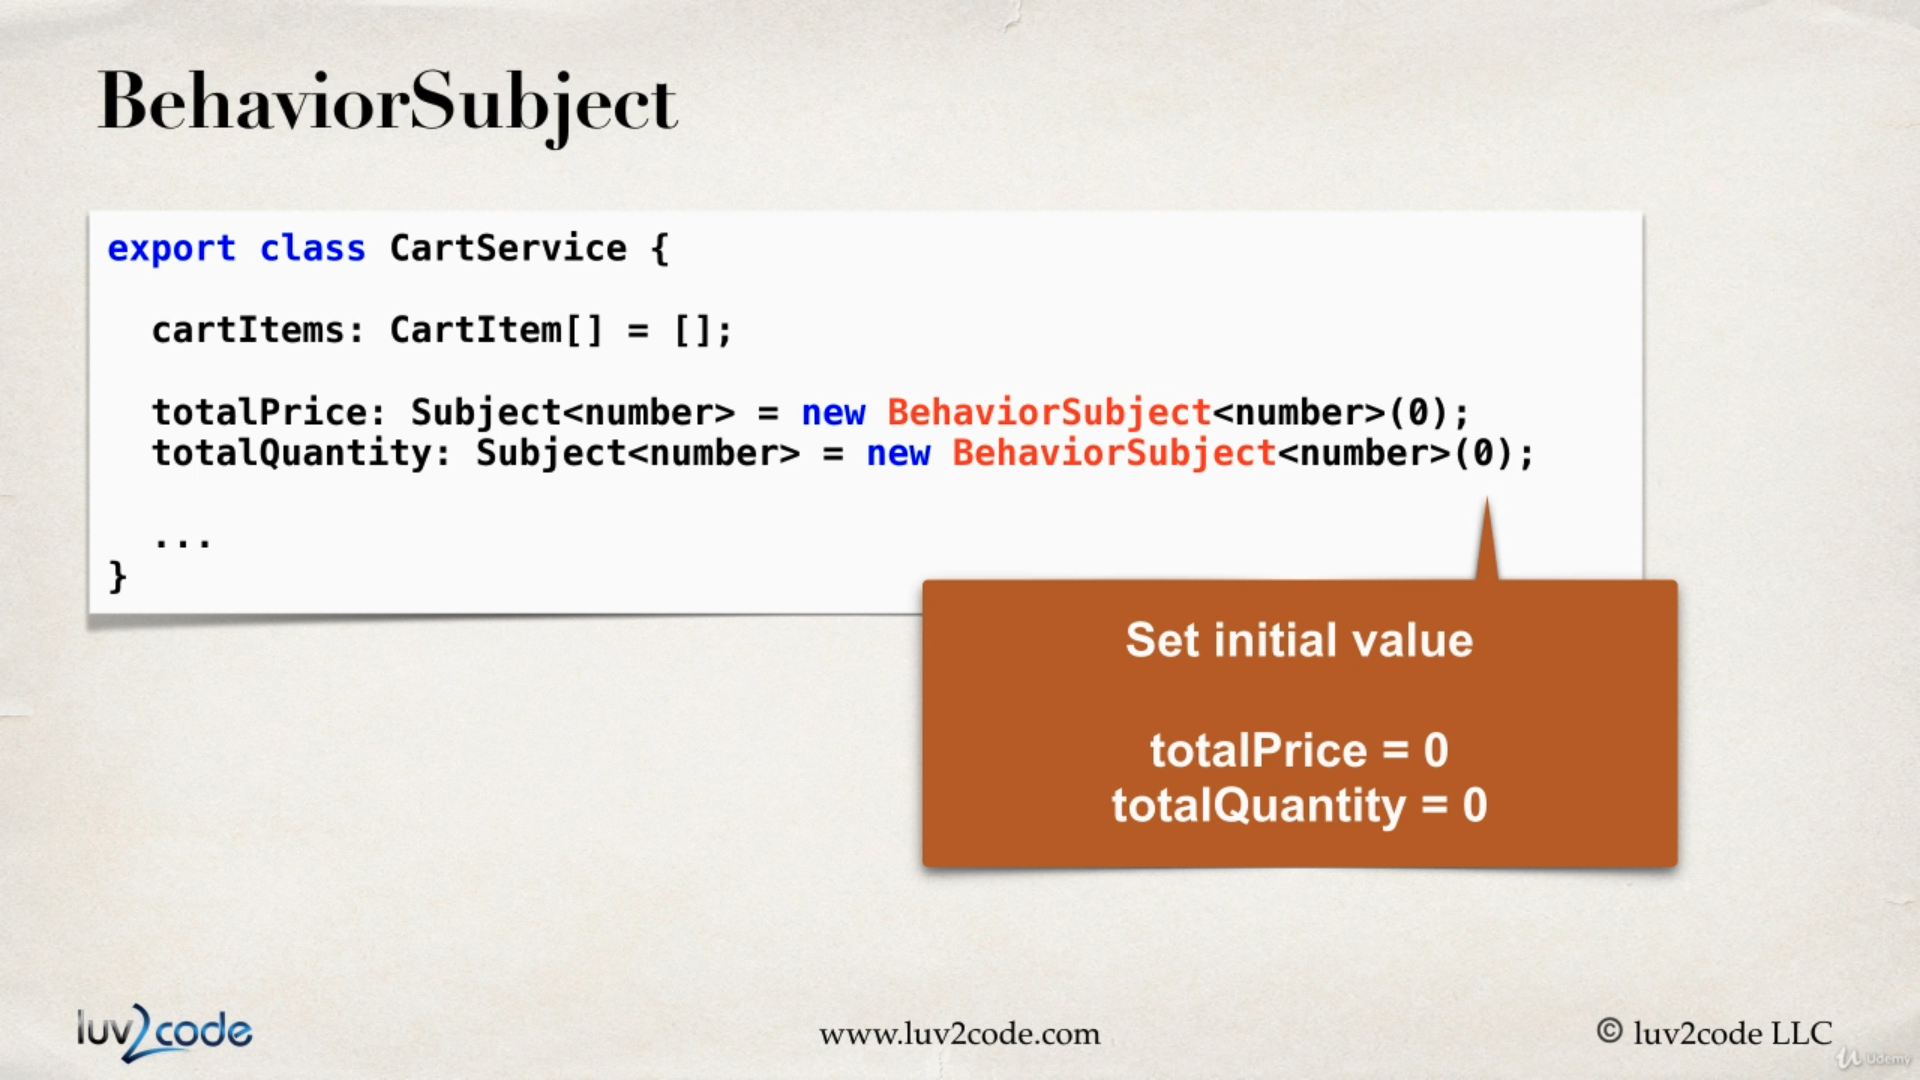 BehaviorSubject
export class CartService {
cartItems: CartItem[] = [];
totalPrice: Subject<number> = new BehaviorSubject<number>(0);
totalQuantity: Subject<number> = new BehaviorSubject<number>(0);
...
}
Set initial value
totalPrice = 0
totalQuantity = 0
luv2code
www.luv2code.com
© luv2code LLC
Udemy